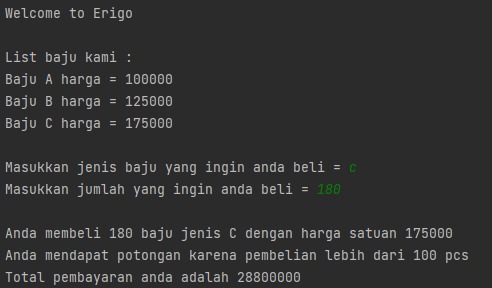 Welcome to Erigo
List baju kami :
Baju A harga = 100000
Baju B harga = 125000
Baju C harga = 175000
Masukkan jenis baju yang ingin anda beli = c
Masukkan jumlah yang ingin anda beli = 180
Anda membeli 180 baju jenis C dengan harga satuan 175000
Anda mendapat potongan karena pembelian lebih dari 100 pcs
Total pembayaran anda adalah 28800000